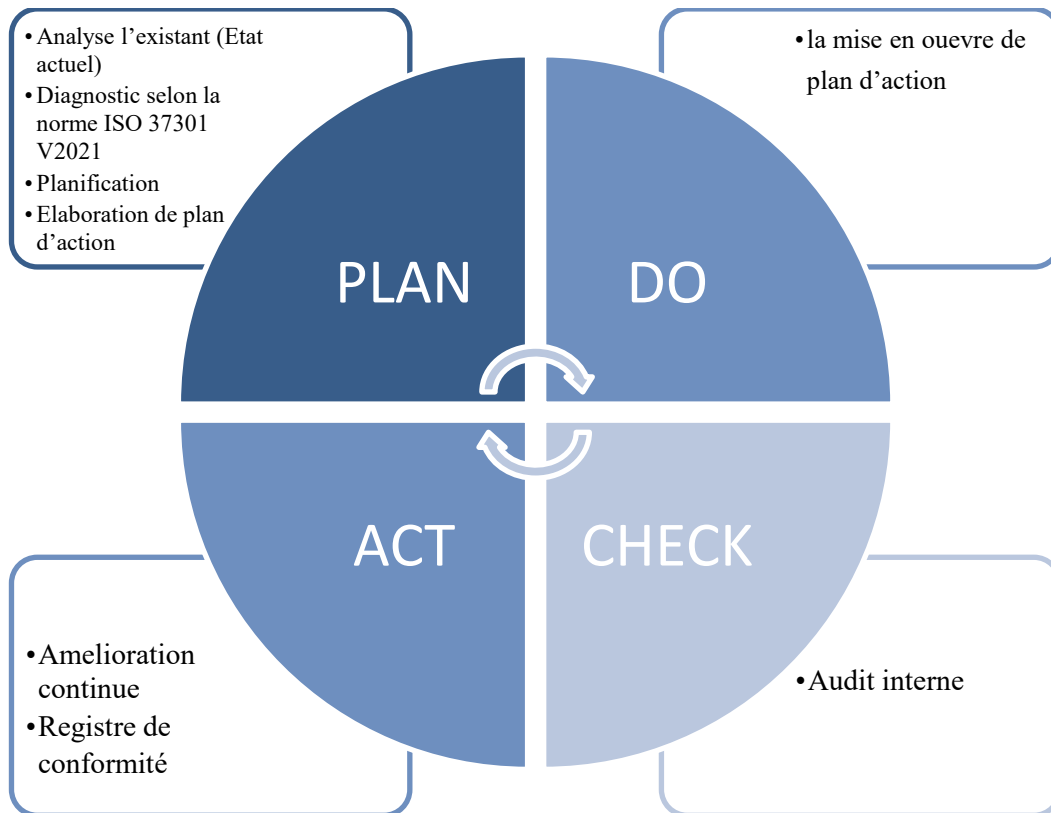 •Analyse l’existant (Etat
actuel)
•Diagnostic selon la
norme ISO 37301
V2021
•Planification
•Elaboration de plan
d’action
•la mise en ouevre de
plan d’action
PLAN
DO
ACT
CHECK
•Amelioration
continue
•Registre de
conformité
•Audit interne